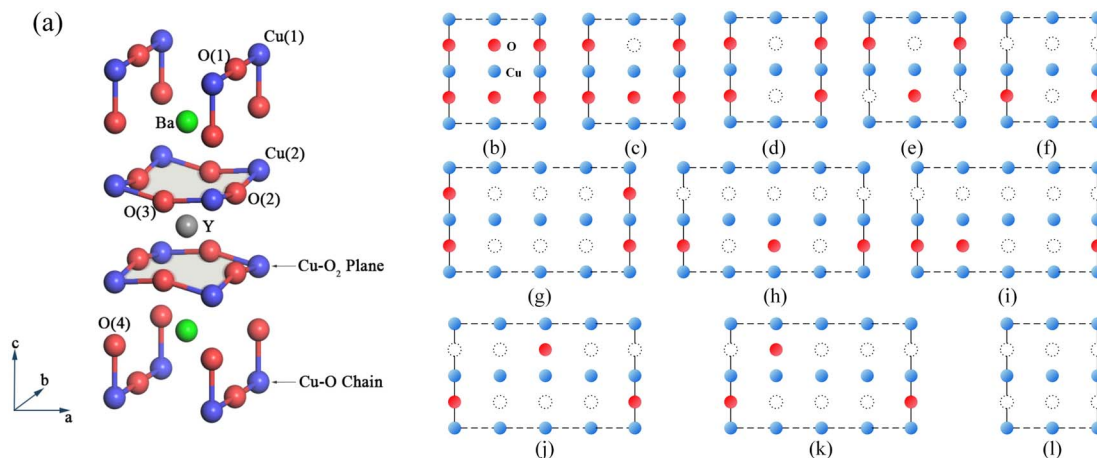 (a)
Cu(1)
O(1)
Ba
Cu(2)
O(2)
O(3)
Y
Cu-O₂ Plane
O(4)
Cu-O Chain
c
b
a
O
Cu
(b)
(c)
(d)
(e)
(f)
(g)
(h)
(i)
(j)
(k)
(l)